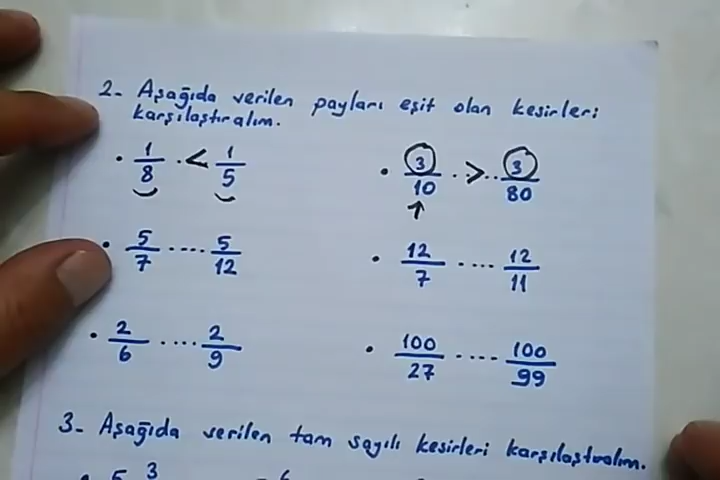 2- Aşağıda verilen payları eşit olan kesirleri
karşılaştıralım.
• 1/8 .< 1/5
• 3/10 .>.. 3/80
• 5/7 .... 5/12
• 12/7 .... 12/11
• 2/6 .... 2/9
• 100/27 .... 100/99
3- Aşağıda verilen tam sayılı kesirleri karşılaştıralım.